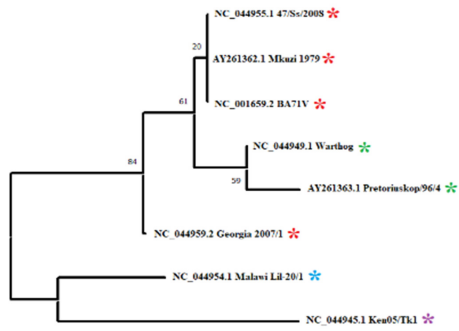 NC_044955.1 47/Ss/2008
20
AY261362.1 Mkuzi 1979
61
NC_001659.2 BA71V
NC_044949.1 Warthog
84
59
AY261363.1 Pretoriuskop/96/4
NC_044959.2 Georgia 2007/1
NC_044954.1 Malawi Lil-20/1
NC_044945.1 Ken05/Tk1